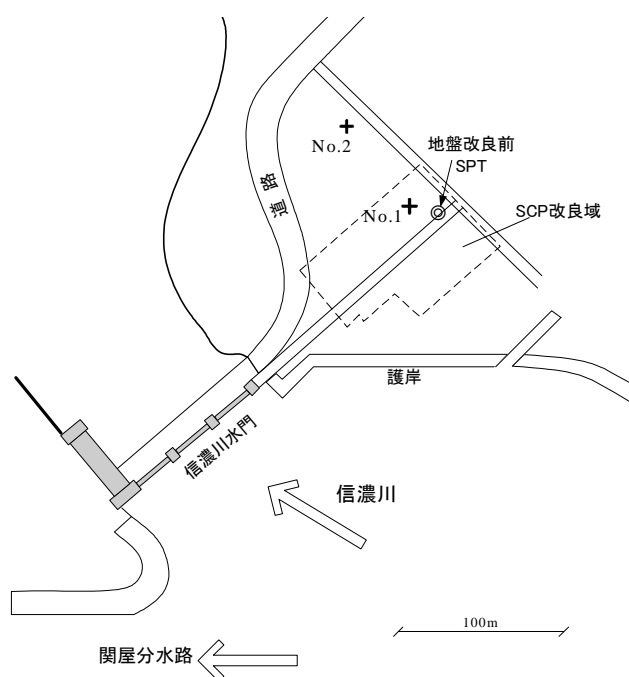 地盤改良前
SPT
No.2
道路
No.1
SCP改良域
護岸
信濃川水門
信濃川
100m
関屋分水路